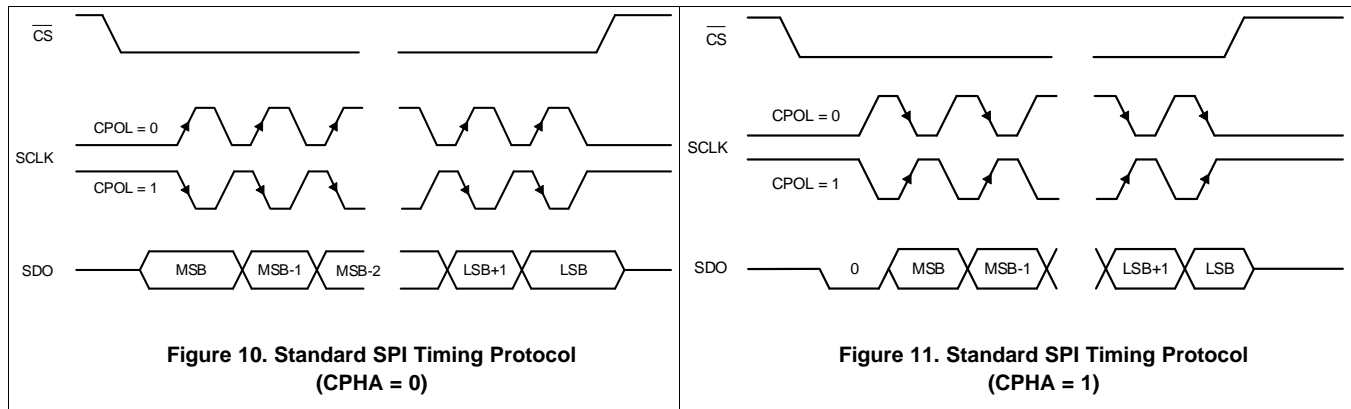 CS
CPOL = 0
SCLK
CPOL = 1
SDO
MSB MSB-1 MSB-2 LSB+1 LSB
Figure 10. Standard SPI Timing Protocol
(CPHA = 0)
CS
CPOL = 0
SCLK
CPOL = 1
SDO
0 MSB MSB-1 LSB+1 LSB
Figure 11. Standard SPI Timing Protocol
(CPHA = 1)